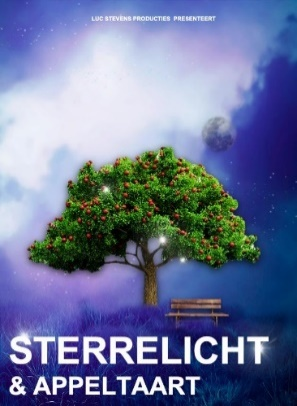 LUC STEVENS PRODUCTIES PRESENTEERT
STERRELICHT
& APPELTAART